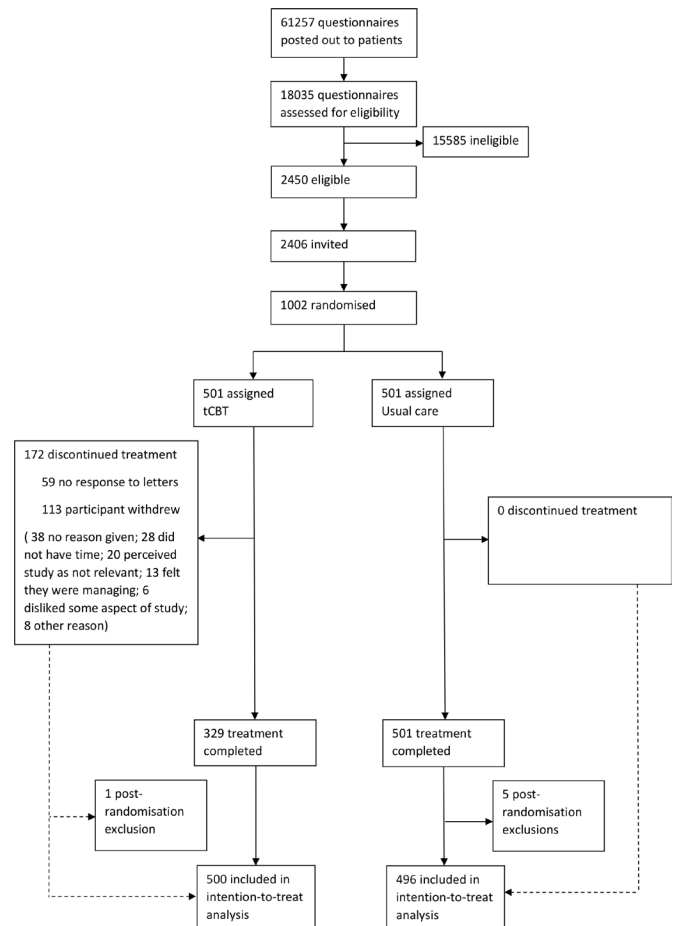 61257 questionnaires
posted out to patients
18035 questionnaires
assessed for eligibility
15585 ineligible
2450 eligible
2406 invited
1002 randomised
501 assigned
tCBT
501 assigned
Usual care
172 discontinued treatment
59 no response to letters
113 participant withdrew
( 38 no reason given; 28 did
not have time; 20 perceived
study as not relevant; 13 felt
they were managing; 6
disliked some aspect of study;
8 other reason)
0 discontinued treatment
329 treatment
completed
501 treatment
completed
1 post-
randomisation
exclusion
5 post-
randomisation
exclusions
500 included in
intention-to-treat
analysis
496 included in
intention-to-treat
analysis